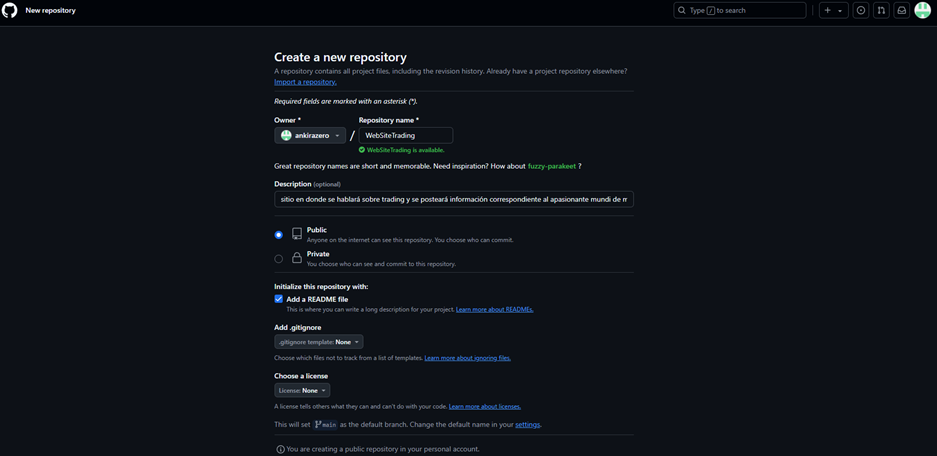 New repository
Type / to search
Create a new repository
A repository contains all project files, including the revision history. Already have a project repository elsewhere?
Import a repository.
Required fields are marked with an asterisk (*).
Owner * Repository name *
ankirazero / WebSiteTrading
WebSiteTrading is available.
Great repository names are short and memorable. Need inspiration? How about fuzzy-parakeet ?
Description (optional)
sitio en donde se hablará sobre trading y se posteará información correspondiente al apasionante mundi de m
Public
Anyone on the internet can see this repository. You choose who can commit.
Private
You choose who can see and commit to this repository.
Initialize this repository with:
Add a README file
This is where you can write a long description for your project. Learn more about READMEs.
Add .gitignore
.gitignore template: None
Choose which files not to track from a list of templates. Learn more about ignoring files.
Choose a license
License: None
A license tells others what they can and can't do with your code. Learn more about licenses.
This will set main as the default branch. Change the default name in your settings.
You are creating a public repository in your personal account.